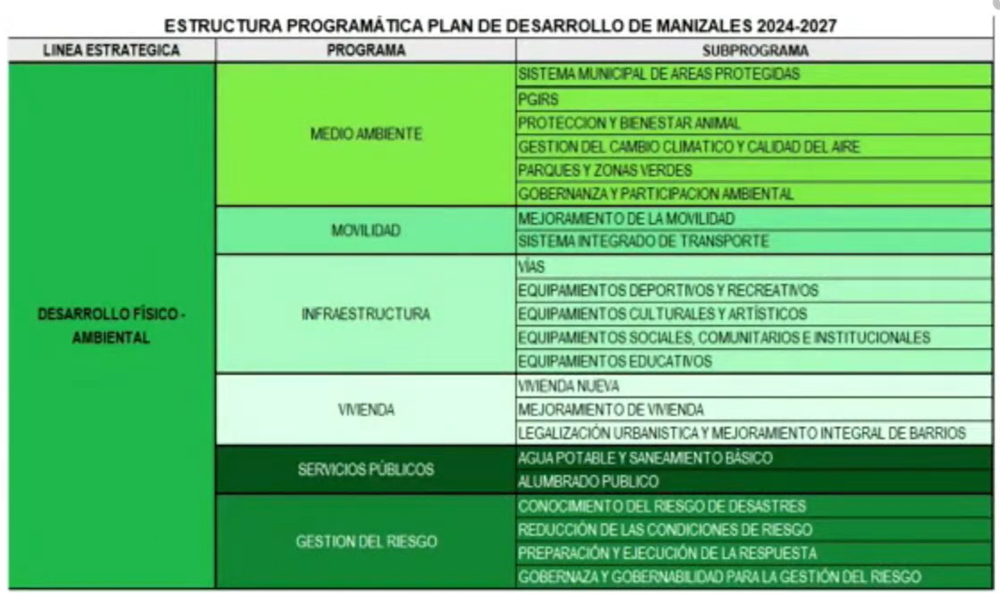 ESTRUCTURA PROGRAMÁTICA PLAN DE DESARROLLO DE MANIZALES 2024-2027
LINEA ESTRATEGICA PROGRAMA SUBPROGRAMA
DESARROLLO FÍSICO -
AMBIENTAL
MEDIO AMBIENTE
SISTEMA MUNICIPAL DE AREAS PROTEGIDAS
PGIRS
PROTECCION Y BIENESTAR ANIMAL
GESTION DEL CAMBIO CLIMATICO Y CALIDAD DEL AIRE
PARQUES Y ZONAS VERDES
GOBERNANZA Y PARTICIPACION AMBIENTAL
MOVILIDAD
MEJORAMIENTO DE LA MOVILIDAD
SISTEMA INTEGRADO DE TRANSPORTE
INFRAESTRUCTURA
VÍAS
EQUIPAMIENTOS DEPORTIVOS Y RECREATIVOS
EQUIPAMIENTOS CULTURALES Y ARTÍSTICOS
EQUIPAMIENTOS SOCIALES, COMUNITARIOS E INSTITUCIONALES
EQUIPAMIENTOS EDUCATIVOS
VIVIENDA
VIVIENDA NUEVA
MEJORAMIENTO DE VIVIENDA
LEGALIZACIÓN URBANISTICA Y MEJORAMIENTO INTEGRAL DE BARRIOS
SERVICIOS PÚBLICOS
AGUA POTABLE Y SANEAMIENTO BÁSICO
ALUMBRADO PUBLICO
GESTION DEL RIESGO
CONOCIMIENTO DEL RIESGO DE DESASTRES
REDUCCIÓN DE LAS CONDICIONES DE RIESGO
PREPARACIÓN Y EJECUCIÓN DE LA RESPUESTA
GOBERNAZA Y GOBERNABILIDAD PARA LA GESTIÓN DEL RIESGO